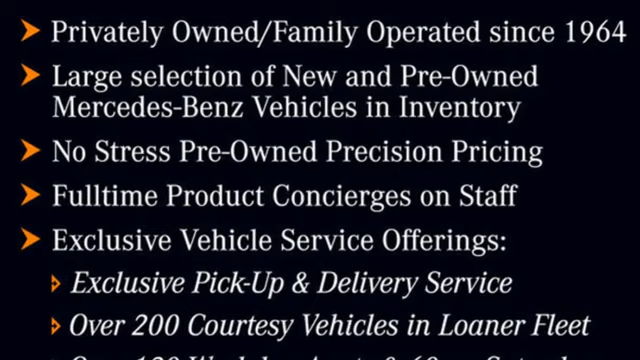 Privately Owned/Family Operated since 1964
Large selection of New and Pre-Owned
Mercedes-Benz Vehicles in Inventory
No Stress Pre-Owned Precision Pricing
Fulltime Product Concierges on Staff
Exclusive Vehicle Service Offerings:
Exclusive Pick-Up & Delivery Service
Over 200 Courtesy Vehicles in Loaner Fleet